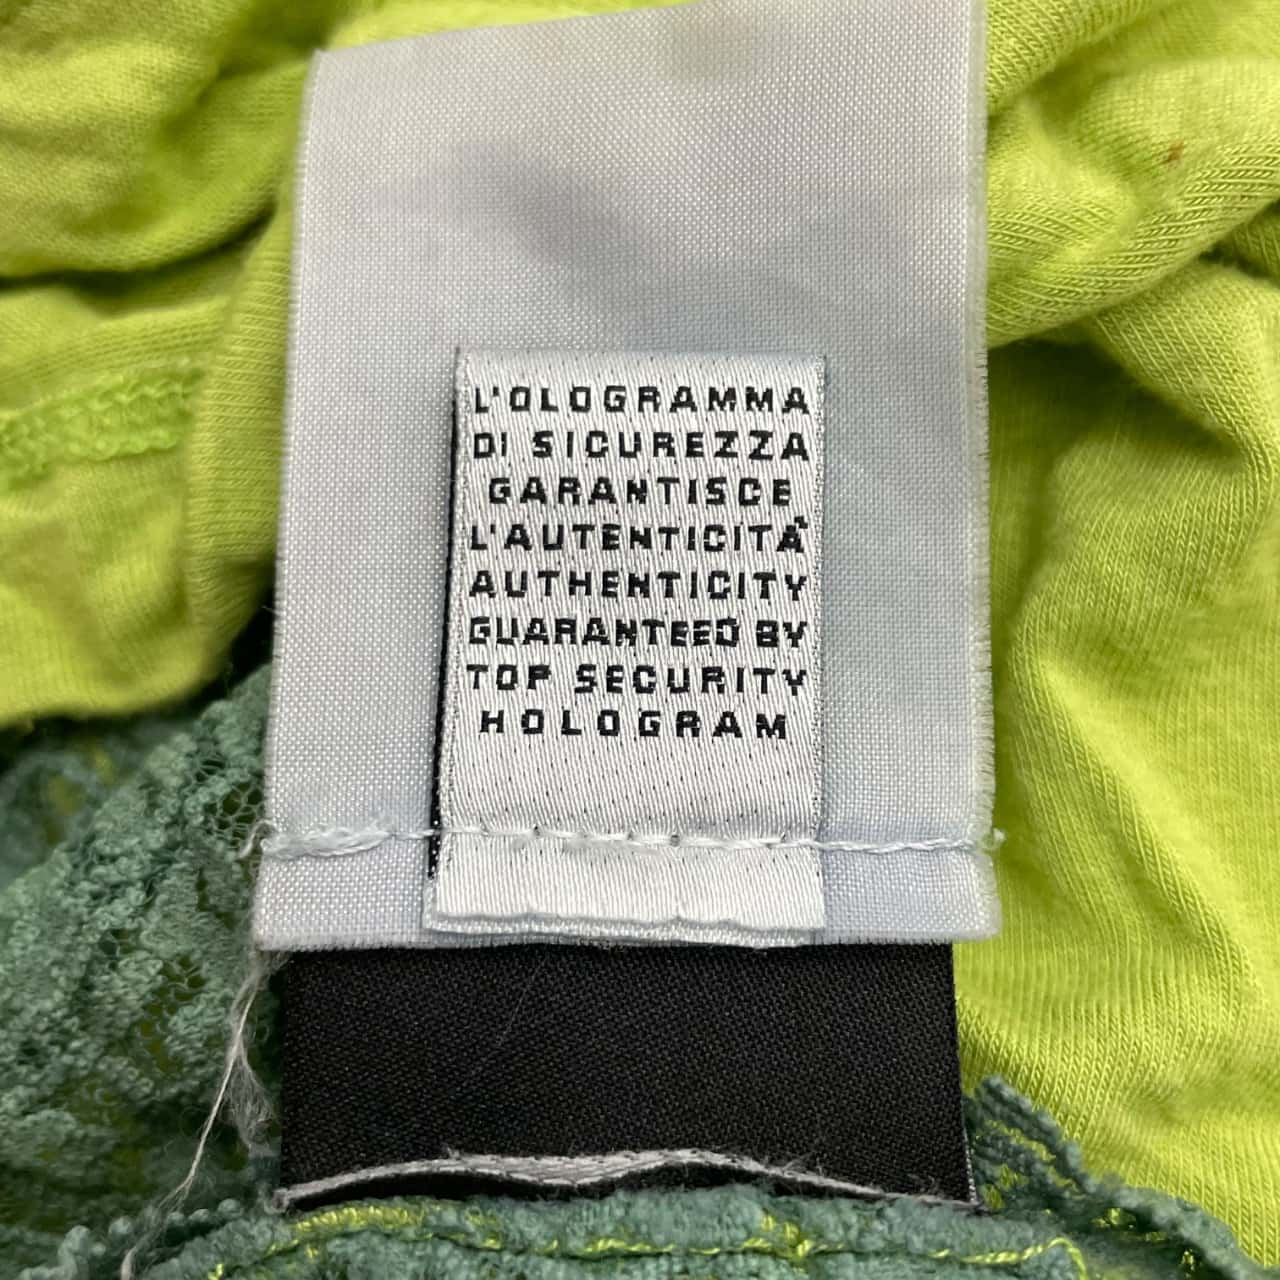 L'OLOGRAMMA
DI SICUREZZA
GARANTISCE
L'AUTENTICITÀ
AUTHENTICITY
GUARANTEED BY
TOP SECURITY
HOLOGRAM